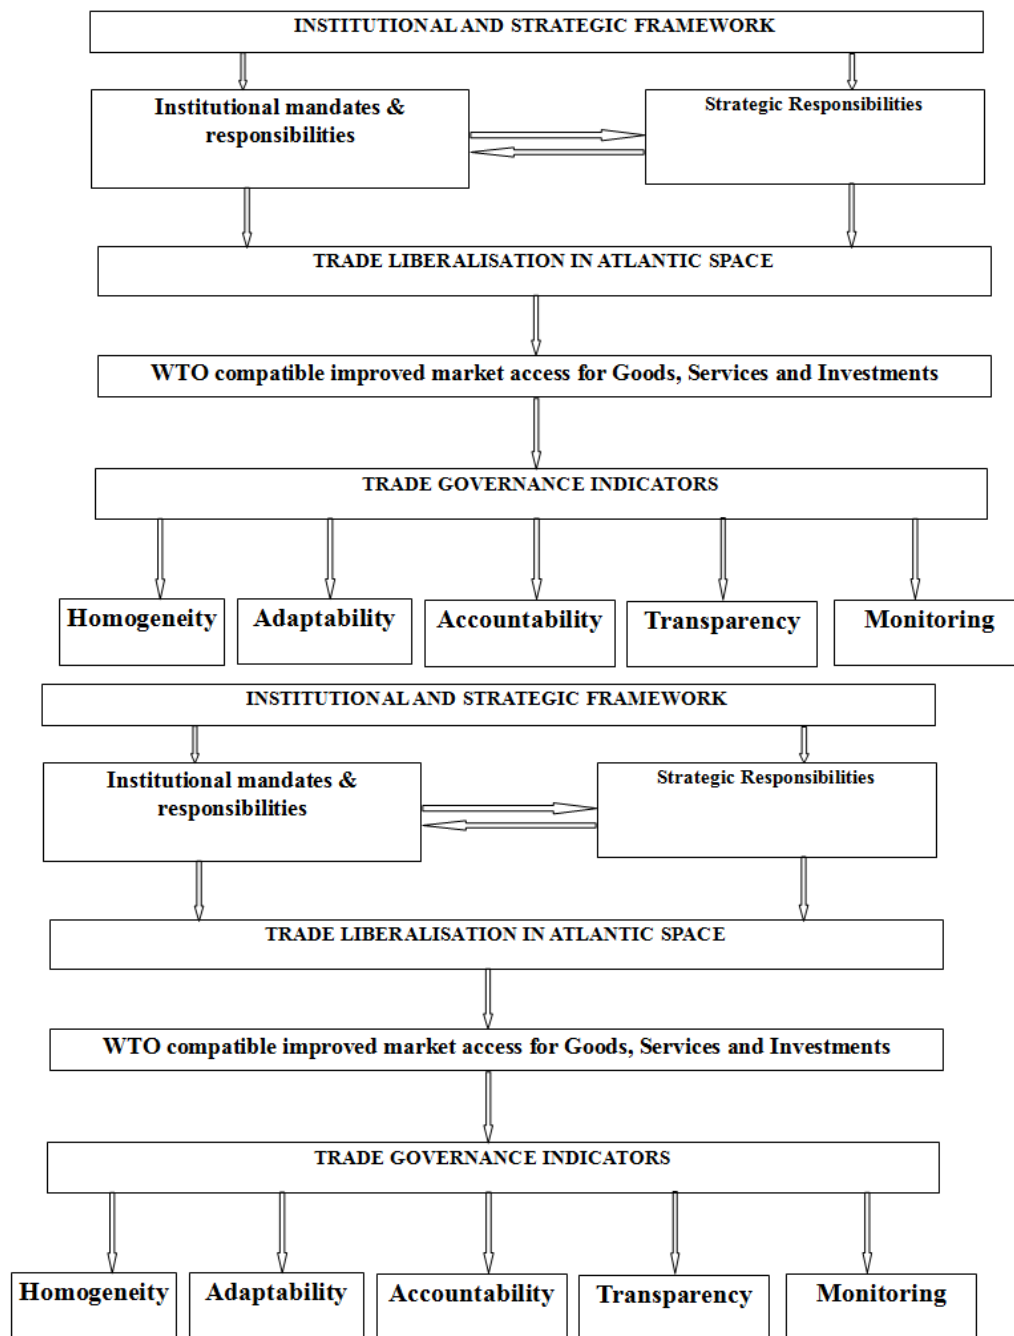 INSTITUTIONAL AND STRATEGIC FRAMEWORK
Institutional mandates &
responsibilities
Strategic Responsibilities
TRADE LIBERALISATION IN ATLANTIC SPACE
WTO compatible improved market access for Goods, Services and Investments
TRADE GOVERNANCE INDICATORS
Homogeneity
Adaptability
Accountability
Transparency
Monitoring
INSTITUTIONAL AND STRATEGIC FRAMEWORK
Institutional mandates &
responsibilities
Strategic Responsibilities
TRADE LIBERALISATION IN ATLANTIC SPACE
WTO compatible improved market access for Goods, Services and Investments
TRADE GOVERNANCE INDICATORS
Homogeneity
Adaptability
Accountability
Transparency
Monitoring